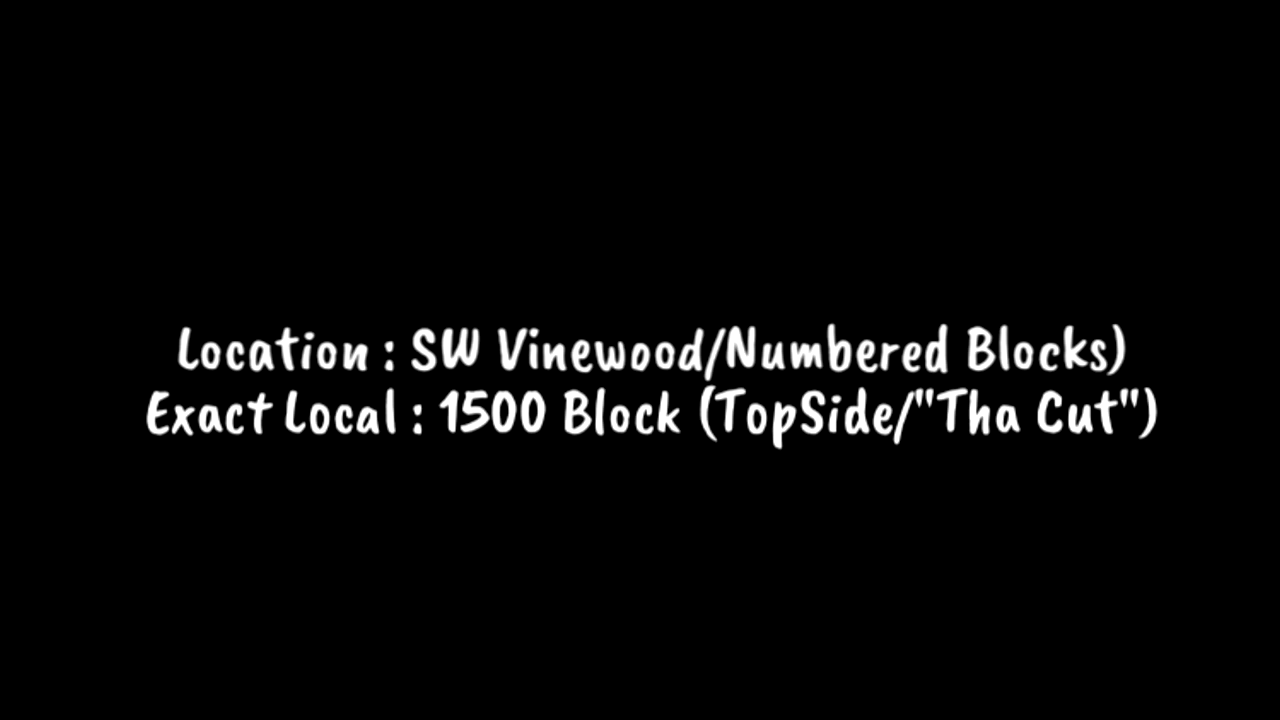 Location : SW Vinewood/Numbered Blocks)
Exact Local : 1500 Block (TopSide/"Tha Cut")